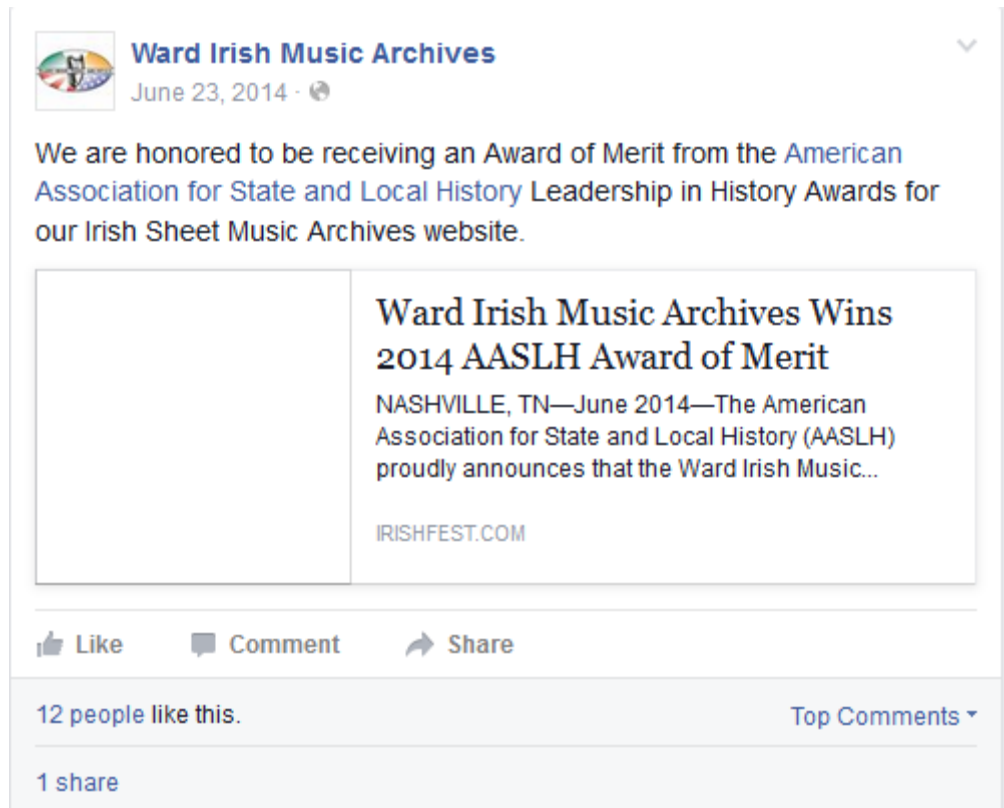 Ward Irish Music Archives
June 23, 2014 ·
We are honored to be receiving an Award of Merit from the American
Association for State and Local History Leadership in History Awards for
our Irish Sheet Music Archives website.
Ward Irish Music Archives Wins
2014 AASLH Award of Merit
NASHVILLE, TN—June 2014—The American
Association for State and Local History (AASLH)
proudly announces that the Ward Irish Music...
IRISHFEST.COM
Like Comment Share
12 people like this.
Top Comments
1 share